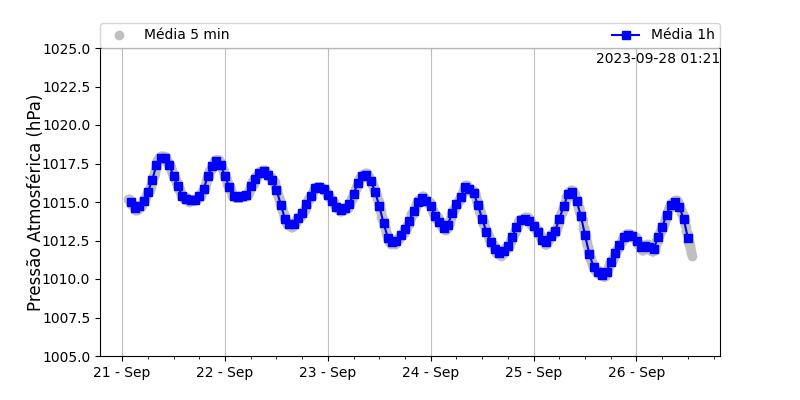 Média 5 min
Média 1h
2023-09-28 01:21
Pressão Atmosférica (hPa)
1025.0
1022.5
1020.0
1017.5
1015.0
1012.5
1010.0
1007.5
1005.0
21 - Sep
22 - Sep
23 - Sep
24 - Sep
25 - Sep
26 - Sep